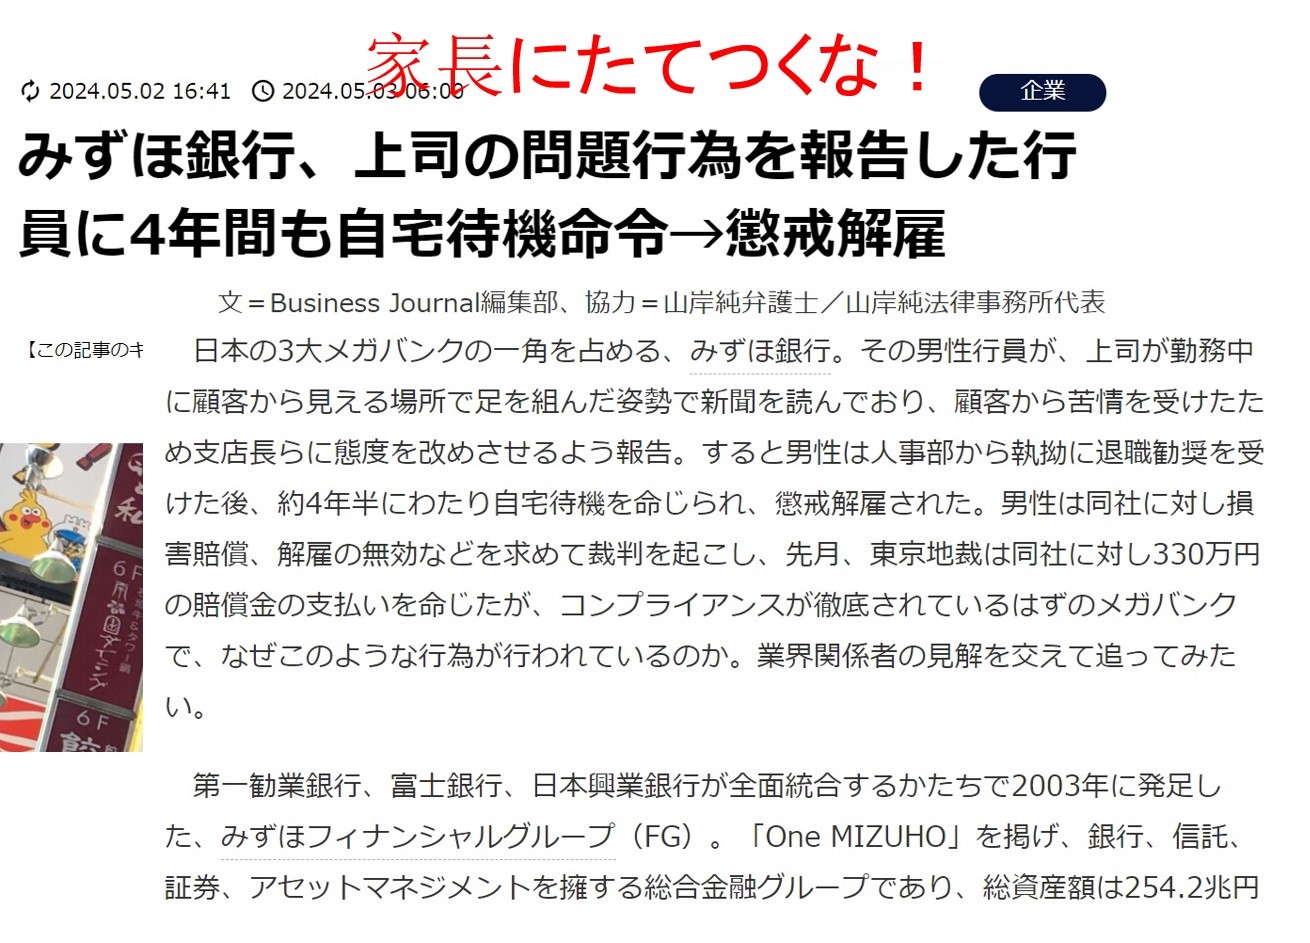 家長にたてつくな！
2024.05.02 16:41 2024.05.03 06:00 企業
みずほ銀行、上司の問題行為を報告した行
員に4年間も自宅待機命令→懲戒解雇
文＝Business Journal編集部、協力＝山岸純弁護士／山岸純法律事務所代表
【この記事のキ
日本の3大メガバンクの一角を占める、みずほ銀行。その男性行員が、上司が勤務中
に顧客から見える場所で足を組んだ姿勢で新聞を読んでおり、顧客から苦情を受けたた
め支店長らに態度を改めさせるよう報告。すると男性は人事部から執拗に退職勧奨を受
けた後、約4年半にわたり自宅待機を命じられ、懲戒解雇された。男性は同社に対し損
害賠償、解雇の無効などを求めて裁判を起こし、先月、東京地裁は同社に対し330万円
の賠償金の支払いを命じたが、コンプライアンスが徹底されているはずのメガバンク
で、なぜこのような行為が行われているのか。業界関係者の見解を交えて追ってみた
い。
第一勧業銀行、富士銀行、日本興業銀行が全面統合するかたちで2003年に発足し
た、みずほフィナンシャルグループ（FG）。「One MIZUHO」を掲げ、銀行、信託、
証券、アセットマネジメントを擁する総合金融グループであり、総資産額は254.2兆円
6F
6F